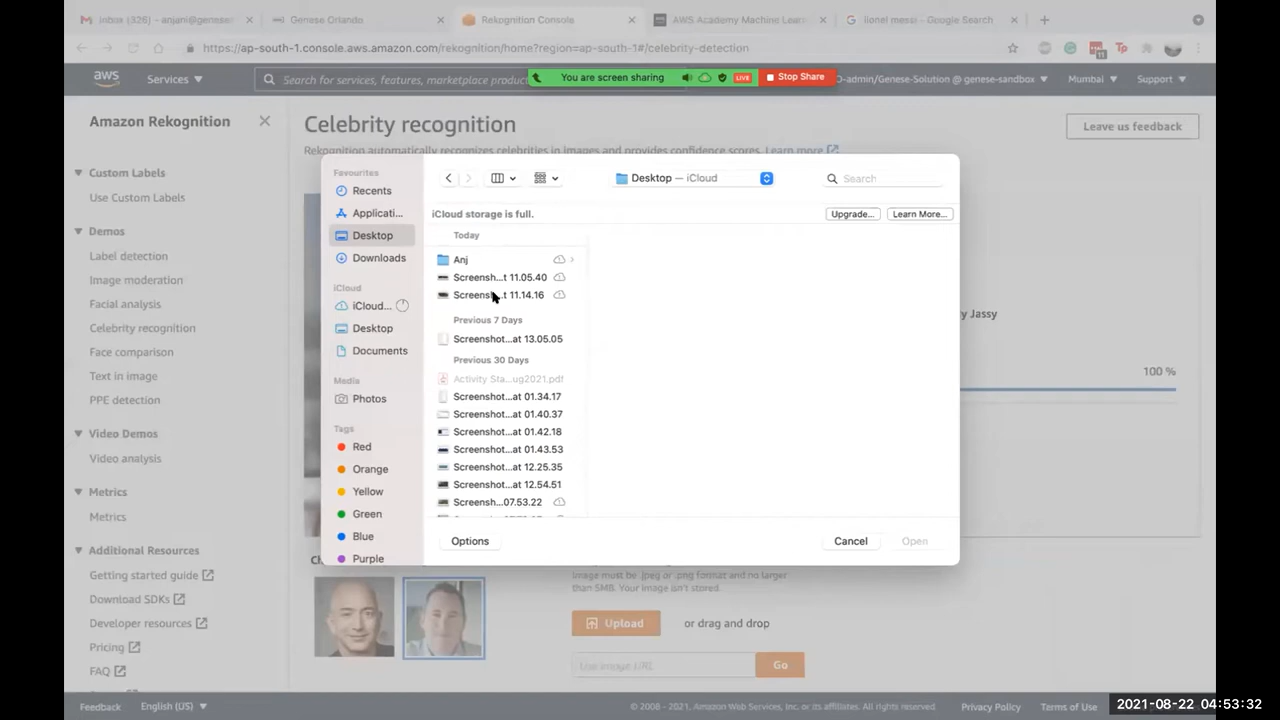 Inbox (326) - anjani@genese
Genese Orlando
Rekognition Console
AWS Academy Machine Lear
lionel messi - Google Search
https://ap-south-1.console.aws.amazon.com/rekognition/home?region=ap-south-1#/celebrity-detection
aws
Services
Search for services, features, marketplace produc
You are screen sharing
LIVE
Stop Share
O-admin/Genese-Solution @ genese-sandbox
Mumbai
Support
Amazon Rekognition
Custom Labels
Use Custom Labels
Demos
Label detection
Image moderation
Facial analysis
Celebrity recognition
Face comparison
Text in image
PPE detection
Video Demos
Video analysis
Metrics
Metrics
Additional Resources
Getting started guide
Download SDKs
Developer resources
Pricing
FAQ
Celebrity recognition
Leave us feedback
Rekognition automatically recognizes celebrities in images and provides confidence scores. Learn more
Favourites
Recents
Applicati...
Desktop
Downloads
iCloud
iCloud...
Desktop
Documents
Media
Photos
Tags
Red
Orange
Yellow
Green
Blue
Purple
Desktop — iCloud
Search
iCloud storage is full.
Upgrade...
Learn More...
Today
Anj
Screensh...t 11.05.40
Screensh...t 11.14.16
Previous 7 Days
Screenshot...at 13.05.05
Previous 30 Days
Activity Sta...ug2021.pdf
Screenshot...at 01.34.17
Screenshot...at 01.40.37
Screenshot...at 01.42.18
Screenshot...at 01.43.53
Screenshot...at 12.25.35
Screenshot...at 12.54.51
Screensh...07.53.22
Options
Cancel
Open
y Jassy
100 %
Image must be .jpeg or .png format and no larger
than 5MB. Your image isn't stored.
Upload
or drag and drop
Use image URL
Go
Feedback
English (US)
© 2008 - 2021, Amazon Web Services, Inc. or its affiliates. All rights reserved.
Privacy Policy
Terms of Use
2021-08-22 04:53:32